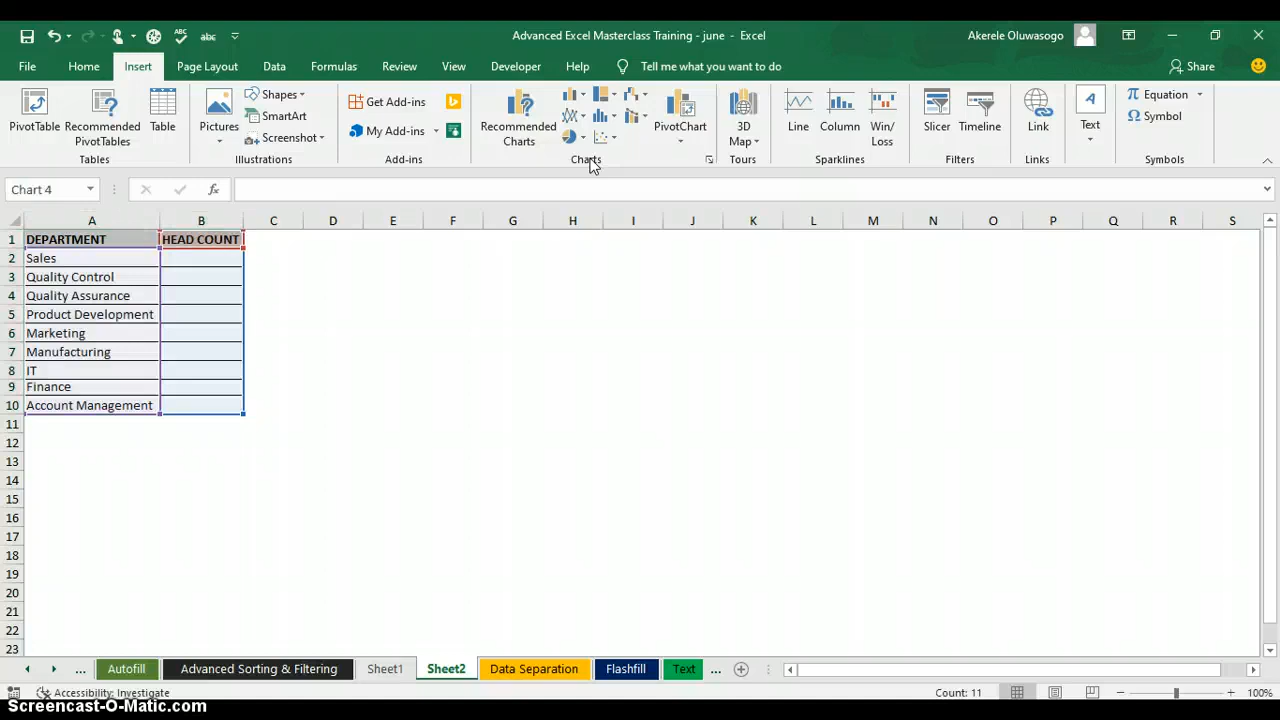 Advanced Excel Masterclass Training - june - Excel
Akerele Oluwasogo
File Home Insert Page Layout Data Formulas Review View Developer Help Tell me what you want to do Share
PivotTable
Recommended PivotTables
Table
Tables
Pictures
Shapes
SmartArt
Screenshot
Illustrations
Get Add-ins
My Add-ins
Add-ins
Recommended Charts
PivotChart
Charts
3D Map
Tours
Line
Column
Win/Loss
Sparklines
Slicer
Timeline
Filters
Link
Links
Text
Equation
Symbol
Symbols
Chart 4
fx
A B C D E F G H I J K L M N O P Q R S
1 DEPARTMENT HEAD COUNT
2 Sales
3 Quality Control
4 Quality Assurance
5 Product Development
6 Marketing
7 Manufacturing
8 IT
9 Finance
10 Account Management
11
12
13
14
15
16
17
18
19
20
21
22
23
... Autofill Advanced Sorting & Filtering Sheet1 Sheet2 Data Separation Flashfill Text ...
Accessibility: Investigate Count: 11 100%
Screencast-O-Matic.com